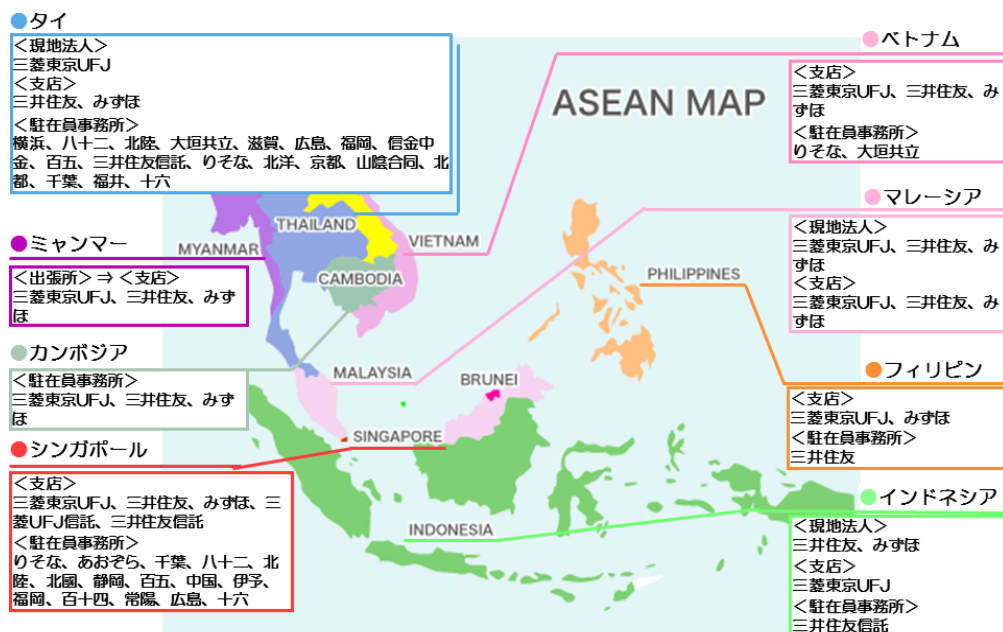 ●タイ
<現地法人>
三菱東京UFJ
<支店>
三井住友、みずほ
<駐在員事務所>
横浜、八十二、北陸、大垣共立、滋賀、広島、福岡、信金中
金、百五、三井住友信託、りそな、北洋、京都、山陰合同、北
都、千葉、福井、十六
●ミャンマー
<出張所> ⇒ <支店>
三菱東京UFJ、三井住友、みず
ほ
●カンボジア
<駐在員事務所>
三菱東京UFJ、三井住友、みず
ほ
●シンガポール
<支店>
三菱東京UFJ、三井住友、みずほ、三
菱UFJ信託、三井住友信託
<駐在員事務所>
りそな、あおぞら、千葉、八十二、北
陸、北國、静岡、百五、中国、伊予、
福岡、百十四、常陽、広島、十六
ASEAN MAP
THAILAND
MYANMAR
VIETNAM
CAMBODIA
PHILIPPINES
MALAYSIA
BRUNEI
SINGAPORE
INDONESIA
●ベトナム
<支店>
三菱東京UFJ、三井住友、み
ずほ
<駐在員事務所>
りそな、大垣共立
●マレーシア
<現地法人>
三菱東京UFJ、三井住友、み
ずほ
<支店>
三菱東京UFJ、三井住友、み
ずほ
●フィリピン
<支店>
三菱東京UFJ、みずほ
<駐在員事務所>
三井住友
●インドネシア
<現地法人>
三井住友、みずほ
<支店>
三菱東京UFJ
<駐在員事務所>
三井住友信託